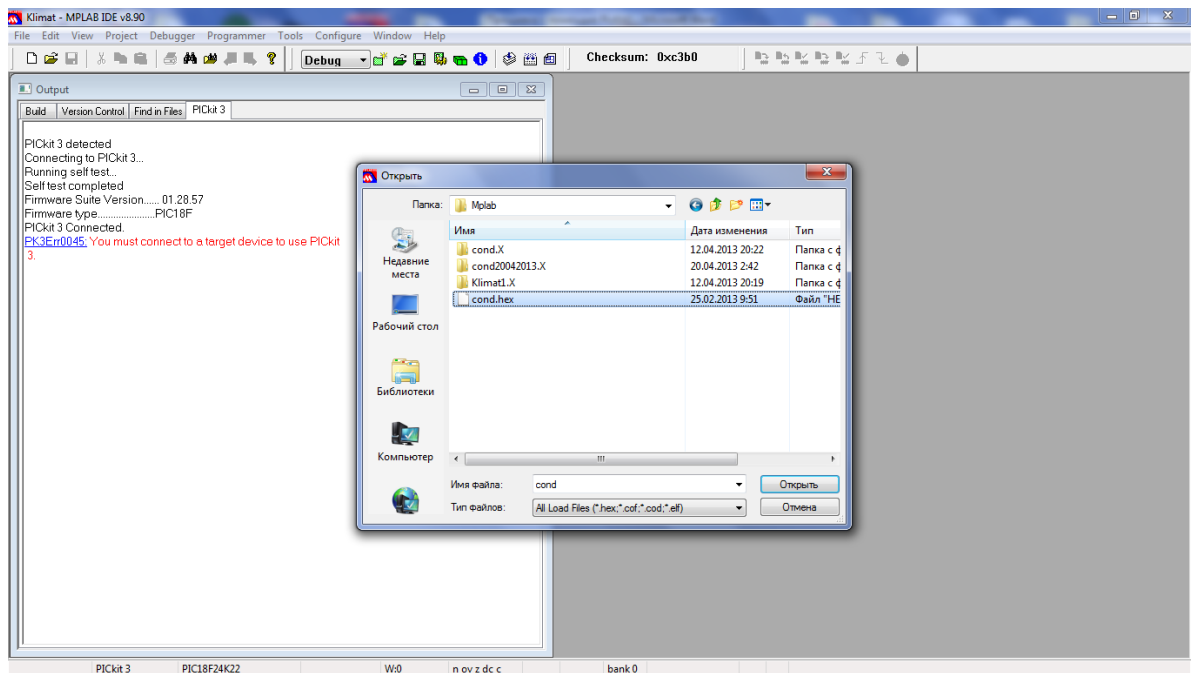 Klimat - MPLAB IDE v8.90
File Edit View Project Debugger Programmer Tools Configure Window Help
Debug
Checksum: 0xc3b0
Output
Build Version Control Find in Files PICkit 3
PICkit 3 detected
Connecting to PICkit 3...
Running self test...
Self test completed
Firmware Suite Version...... 01.28.57
Firmware type......................PIC18F
PICkit 3 Connected.
PK3Err0045: You must connect to a target device to use PICkit
3.
Открыть
Папка: Mplab
Имя Дата изменения Тип
cond.X 12.04.2013 20:22 Папка с ф
cond20042013.X 20.04.2013 2:42 Папка с ф
Klimat1.X 12.04.2013 20:19 Папка с ф
cond.hex 25.02.2013 9:51 Файл "HE
Недавние
места
Рабочий стол
Библиотеки
Компьютер
Имя файла: cond Открыть
Тип файлов: All Load Files (*.hex;*.cof;*.cod;*.elf) Отмена
PICkit 3 PIC18F24K22 W:0 n ov z dc c bank 0